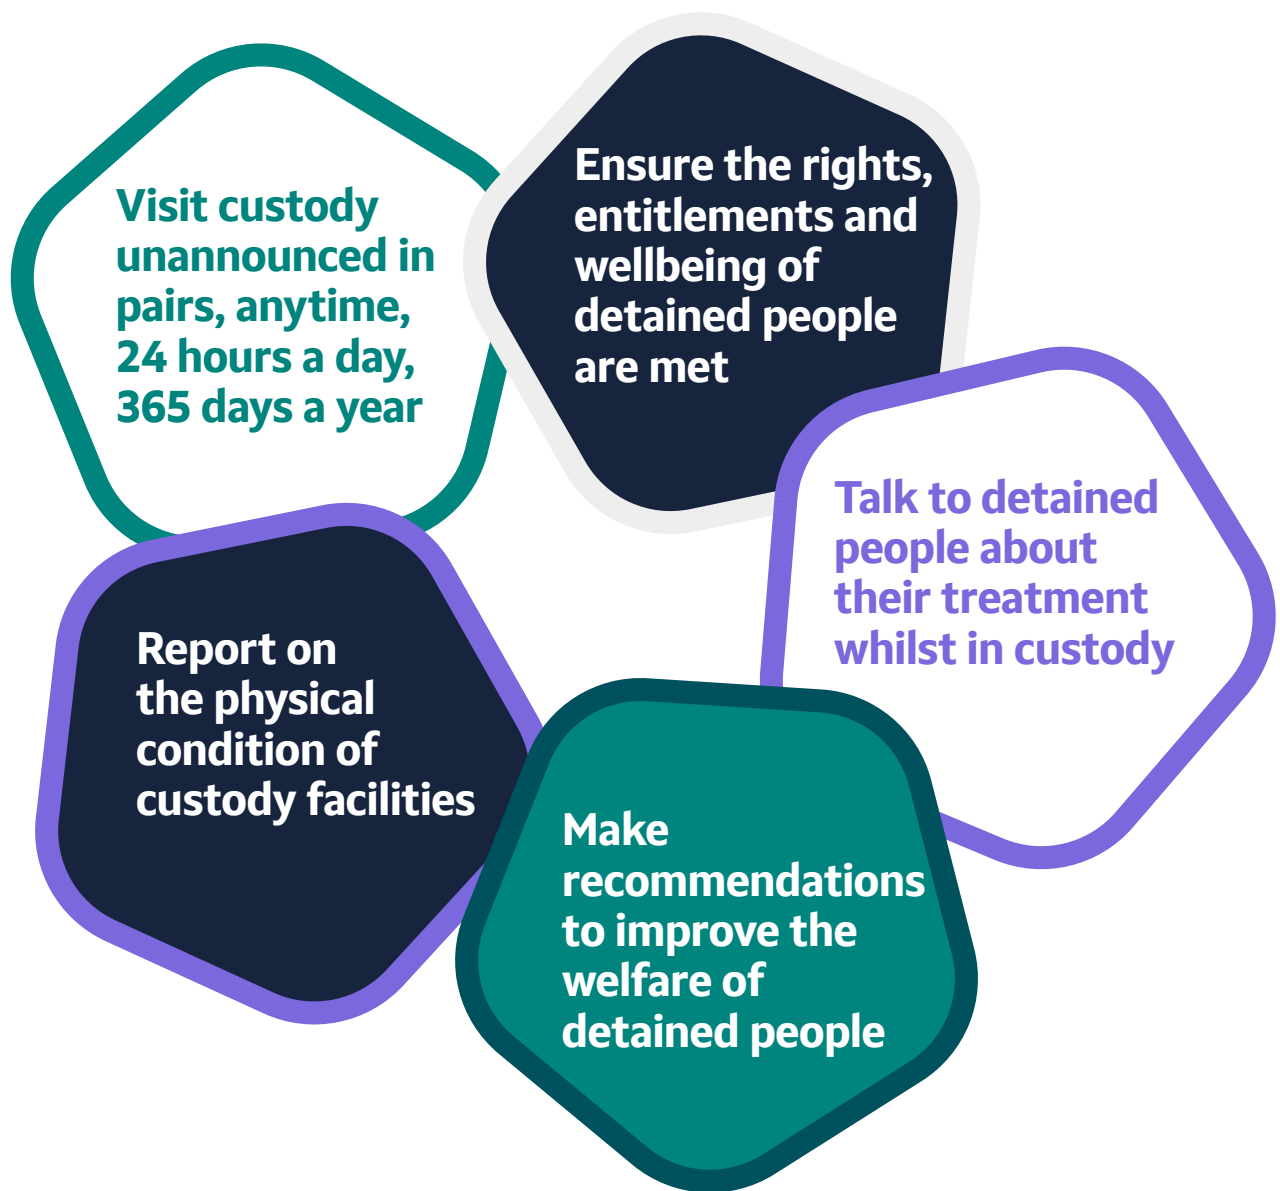 Visit custody
unannounced in
pairs, anytime,
24 hours a day,
365 days a year
Ensure the rights,
entitlements and
wellbeing of
detained people
are met
Talk to detained
people about
their treatment
whilst in custody
Report on
the physical
condition of
custody facilities
Make
recommendations
to improve the
welfare of
detained people